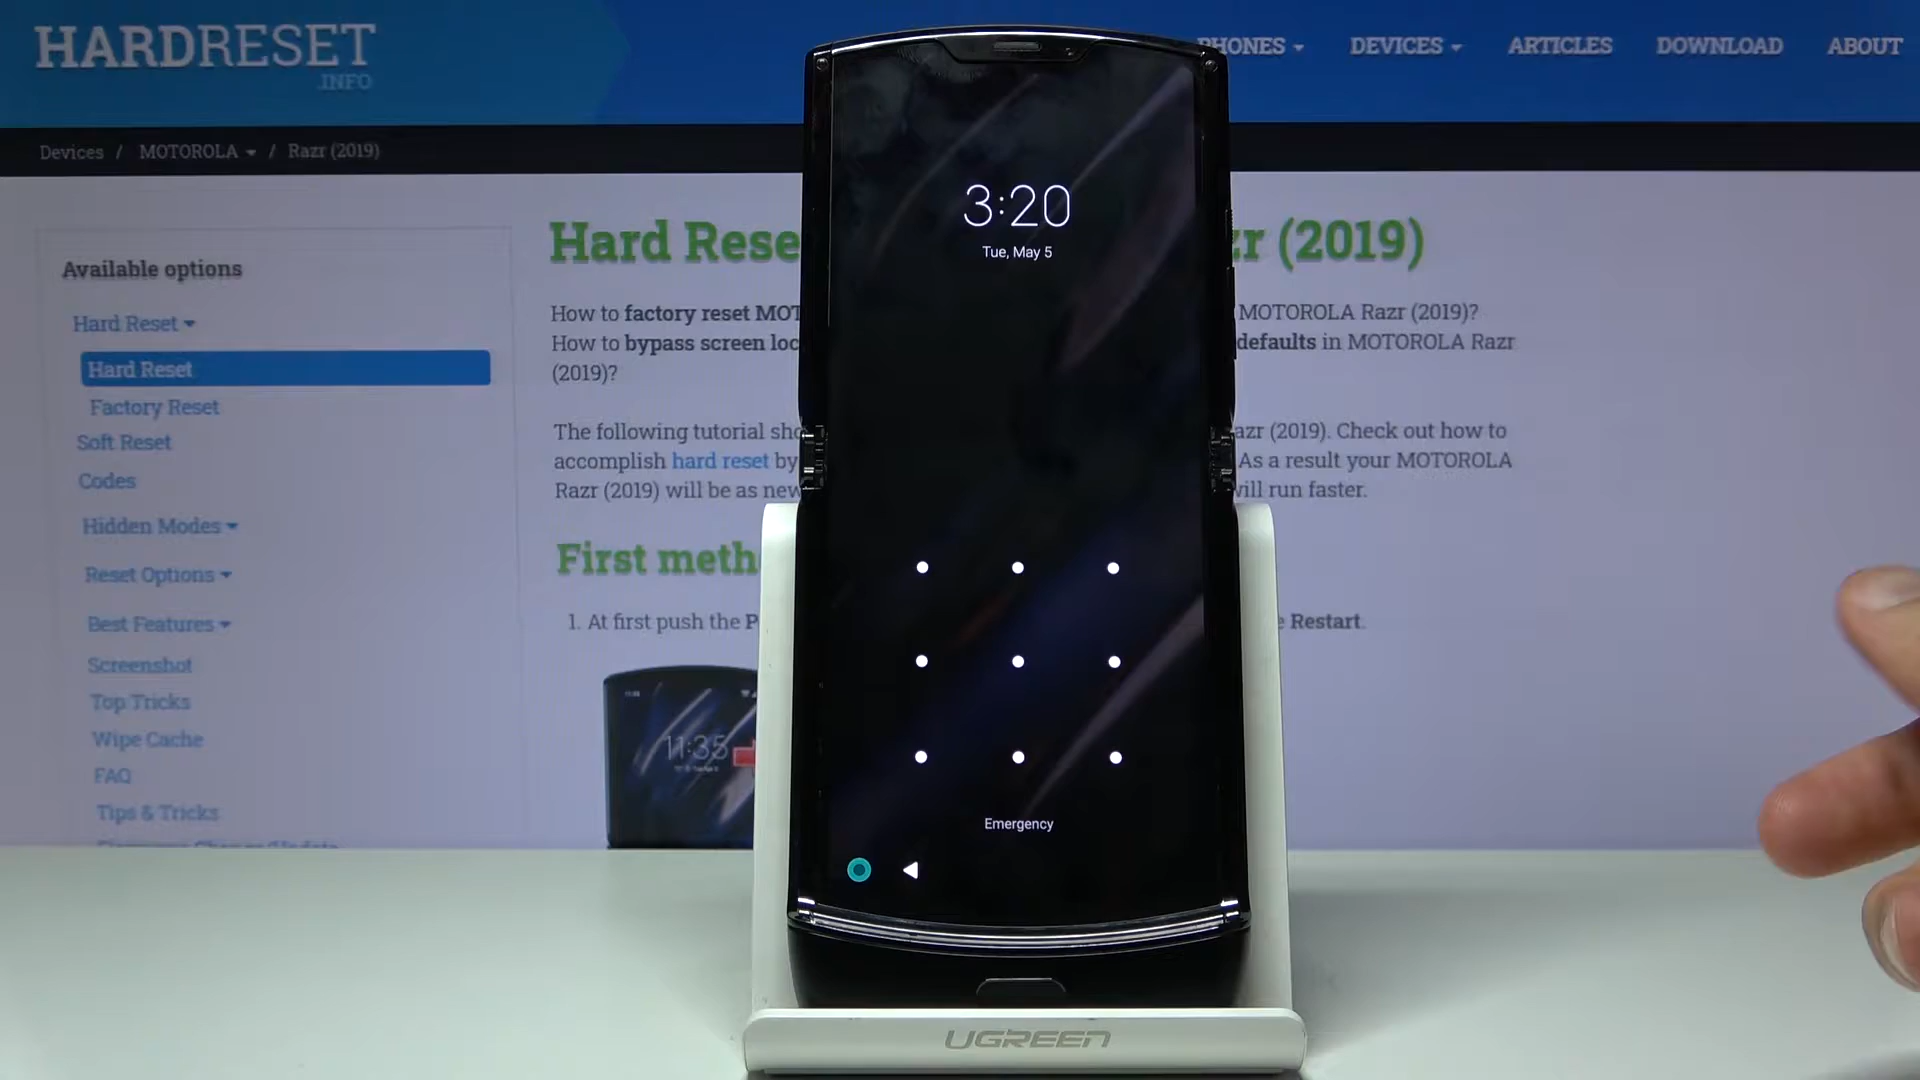 HARDRESET
.INFO
PHONES
DEVICES
ARTICLES
DOWNLOAD
ABOUT
Devices / MOTOROLA / Razr (2019)
Available options
Hard Reset
Hard Reset
Factory Reset
Soft Reset
Codes
Hidden Modes
Reset Options
Best Features
Screenshot
Top Tricks
Wipe Cache
FAQ
Tips & Tricks
Hard Rese zr (2019)
How to factory reset MOT MOTOROLA Razr (2019)?
How to bypass screen loc defaults in MOTOROLA Razr
(2019)?
The following tutorial sho azr (2019). Check out how to
accomplish hard reset by As a result your MOTOROLA
Razr (2019) will be as new will run faster.
First meth
1. At first push the P e Restart.
11:35
3:20
Tue, May 5
Emergency
UGREEN